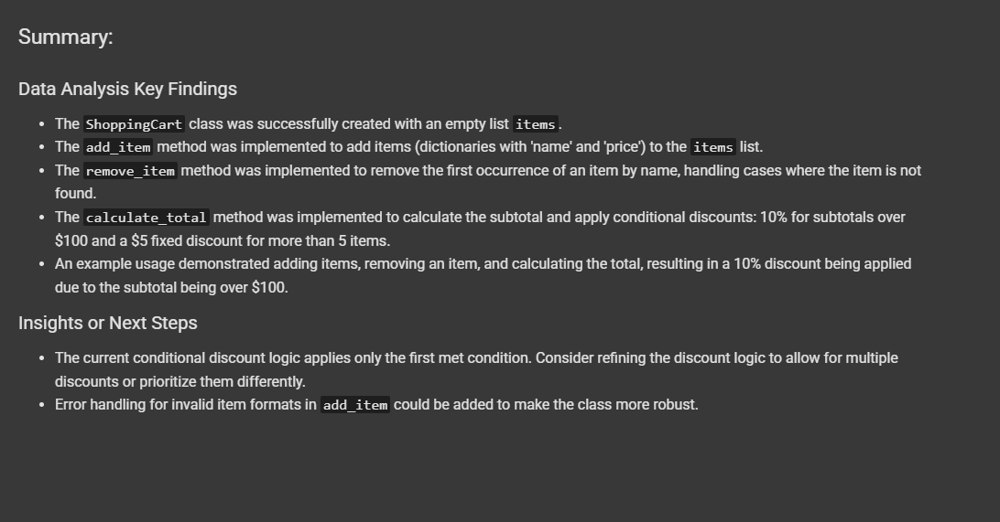 Summary:
Data Analysis Key Findings
• The ShoppingCart class was successfully created with an empty list items.
• The add_item method was implemented to add items (dictionaries with 'name' and 'price') to the items list.
• The remove_item method was implemented to remove the first occurrence of an item by name, handling cases where the item is not
found.
• The calculate_total method was implemented to calculate the subtotal and apply conditional discounts: 10% for subtotals over
$100 and a $5 fixed discount for more than 5 items.
• An example usage demonstrated adding items, removing an item, and calculating the total, resulting in a 10% discount being applied
due to the subtotal being over $100.
Insights or Next Steps
• The current conditional discount logic applies only the first met condition. Consider refining the discount logic to allow for multiple
discounts or prioritize them differently.
• Error handling for invalid item formats in add_item could be added to make the class more robust.